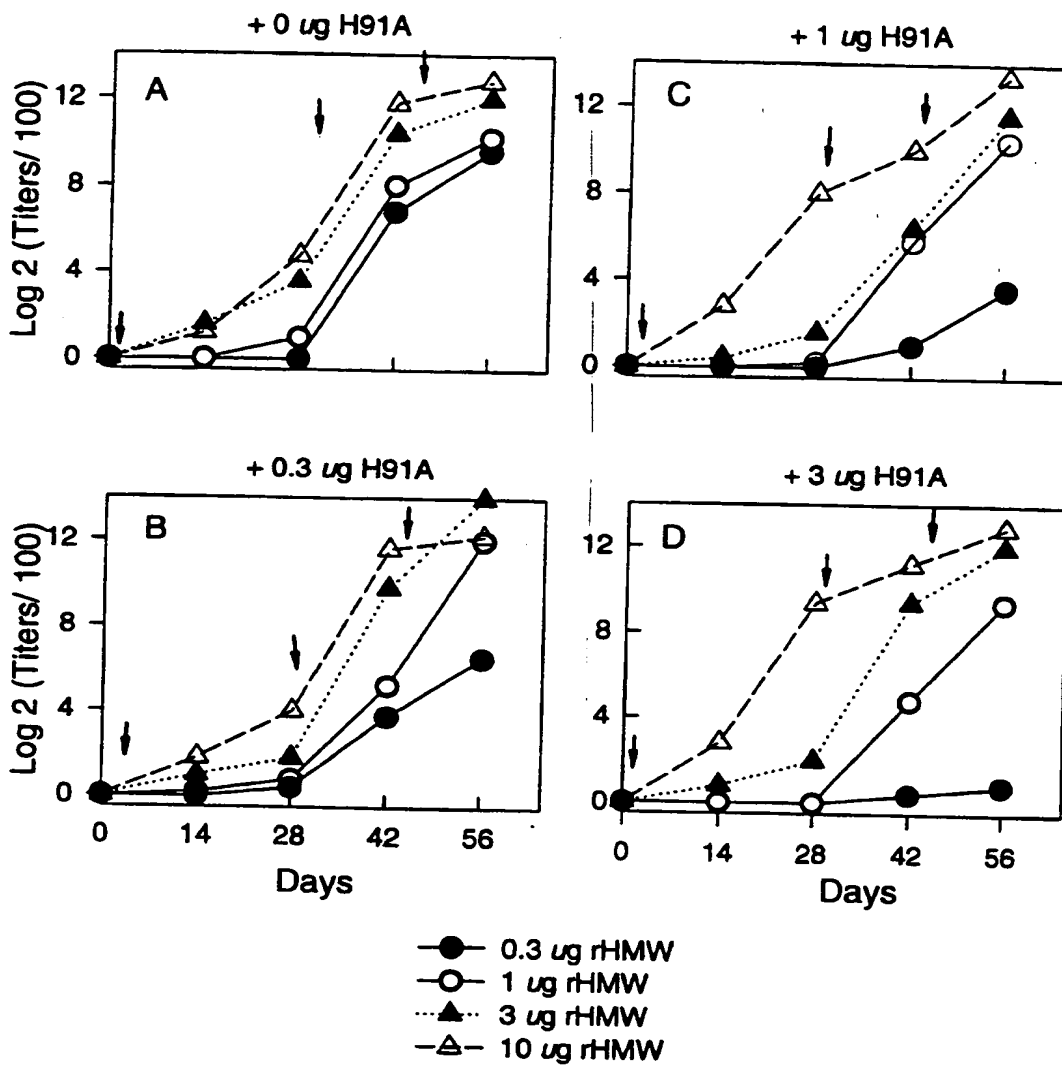 + 0 ug H91A
A
Log 2 (Titers/ 100)
12
8
4
0
+ 1 ug H91A
C
12
8
4
0
+ 0.3 ug H91A
B
Log 2 (Titers/ 100)
12
8
4
0
0 14 28 42 56
Days
+ 3 ug H91A
D
12
8
4
0
0 14 28 42 56
Days
0.3 ug rHMW
1 ug rHMW
3 ug rHMW
10 ug rHMW